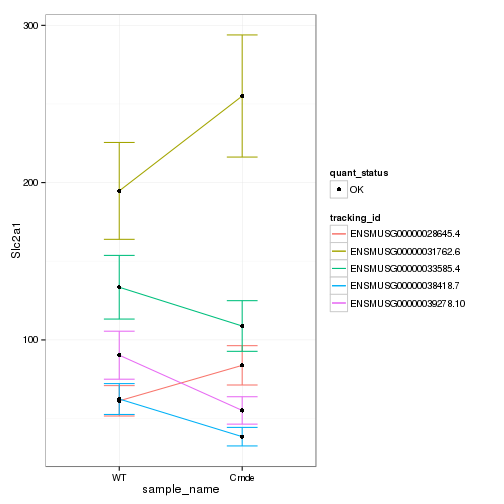 300
200
100
Slc2a1
WT
Cmde
sample_name
quant_status
OK
tracking_id
ENSMUSG00000028645.4
ENSMUSG00000031762.6
ENSMUSG00000033585.4
ENSMUSG00000038418.7
ENSMUSG00000039278.10